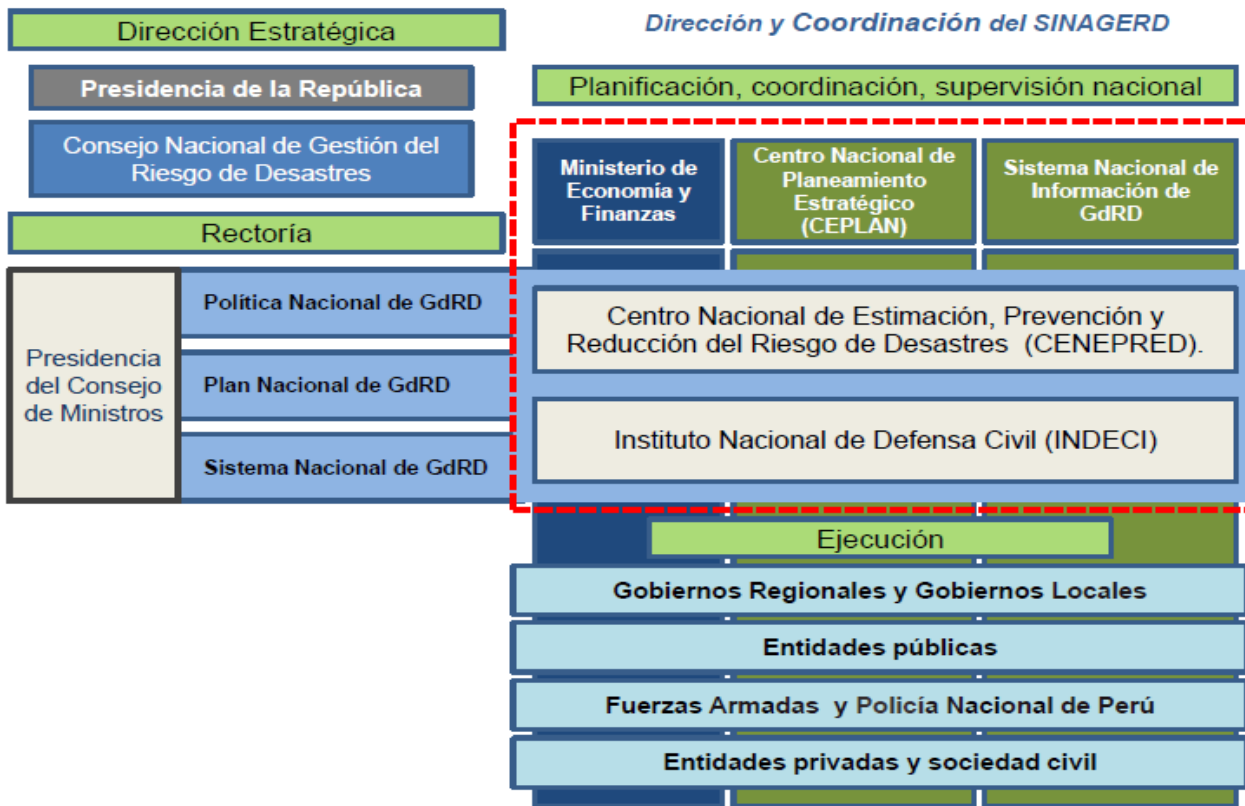 Dirección Estratégica
Presidencia de la República
Consejo Nacional de Gestión del
Riesgo de Desastres
Rectoría
Presidencia
del Consejo
de Ministros
Política Nacional de GdRD
Plan Nacional de GdRD
Sistema Nacional de GdRD
Dirección y Coordinación del SINAGERD
Planificación, coordinación, supervisión nacional
Ministerio de
Economía y
Finanzas
Centro Nacional de
Planeamiento
Estratégico
(CEPLAN)
Sistema Nacional de
Información de
GdRD
Centro Nacional de Estimación, Prevención y
Reducción del Riesgo de Desastres (CENEPRED).
Instituto Nacional de Defensa Civil (INDECI)
Ejecución
Gobiernos Regionales y Gobiernos Locales
Entidades públicas
Fuerzas Armadas y Policía Nacional de Perú
Entidades privadas y sociedad civil